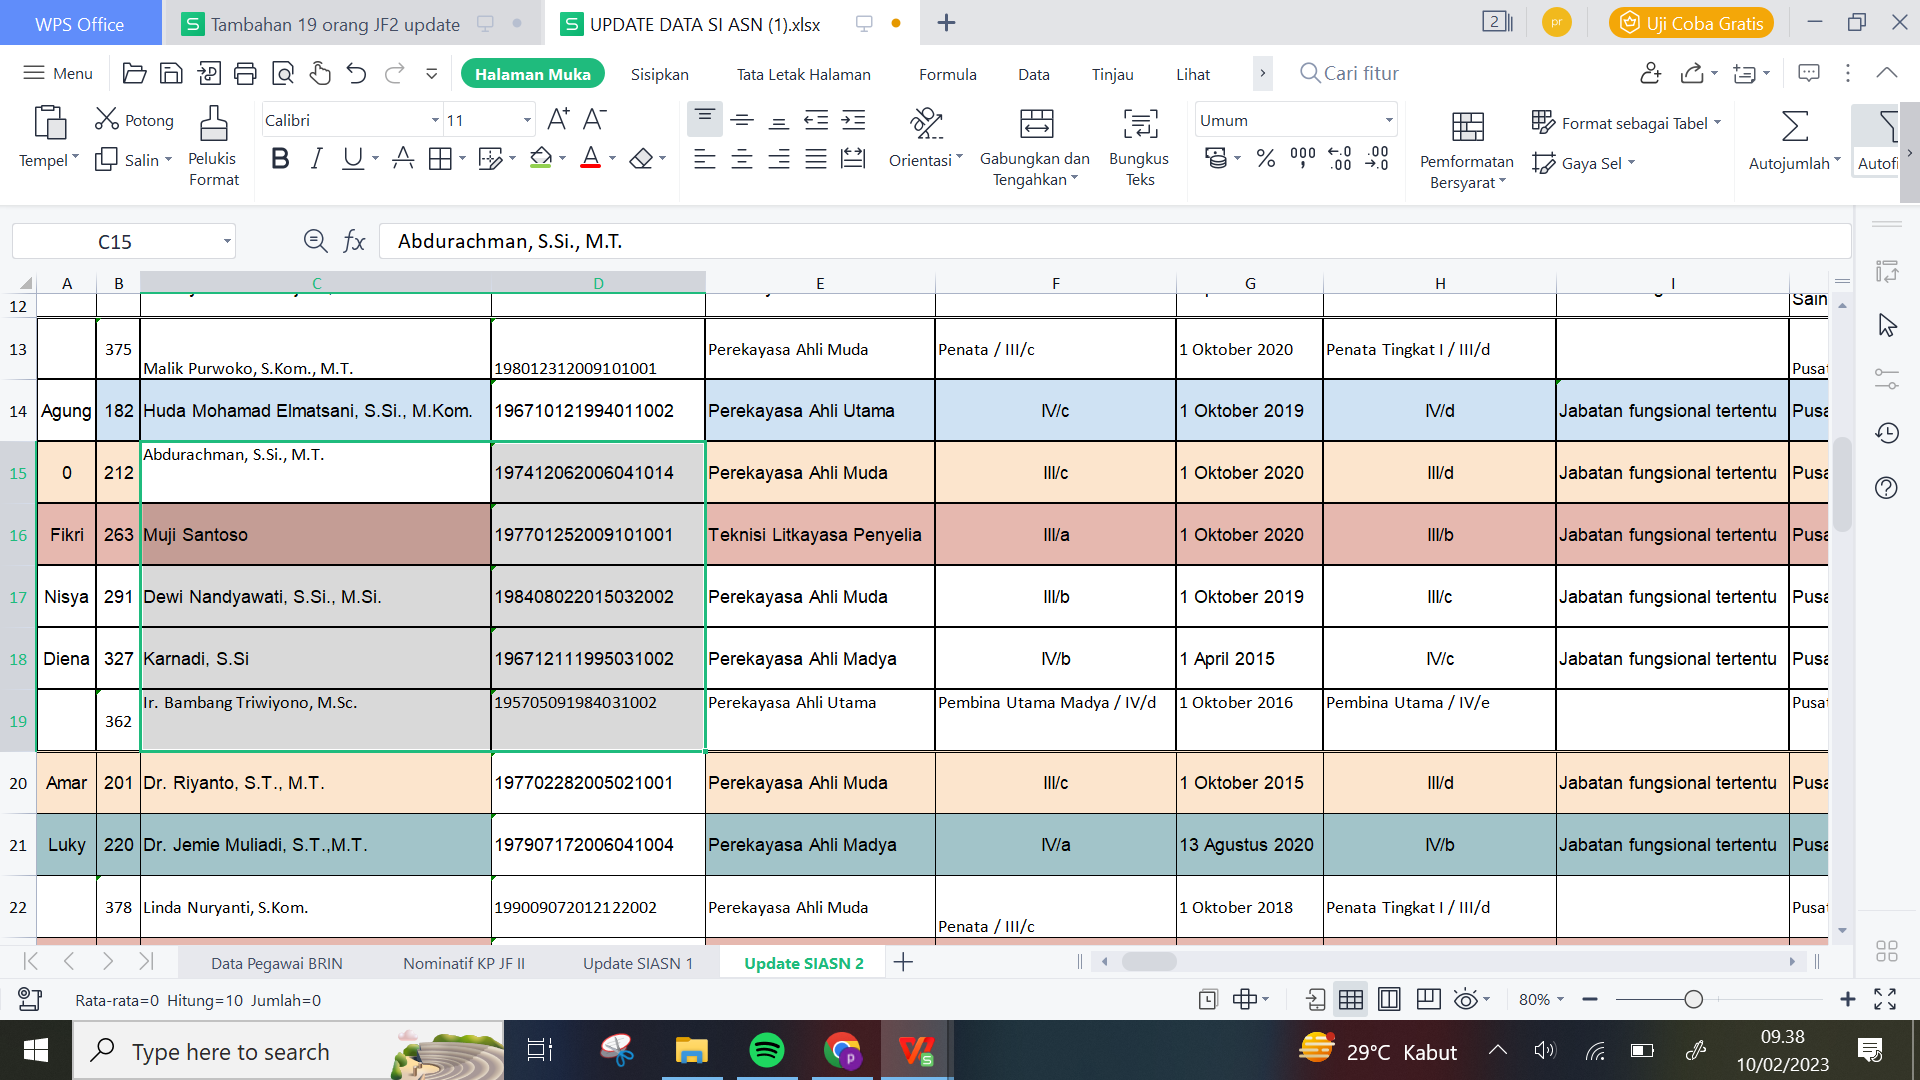 WPS Office
Tambahan 19 orang JF2 update
UPDATE DATA SI ASN (1).xlsx
2
pr
Uji Coba Gratis
Menu
Halaman Muka
Sisipkan
Tata Letak Halaman
Formula
Data
Tinjau
Lihat
Cari fitur
Tempel
Potong
Salin
Pelukis Format
Calibri
11
Orientasi
Gabungkan dan Tengahkan
Bungkus Teks
Umum
Pemformatan Bersyarat
Format sebagai Tabel
Gaya Sel
Autojumlah
Autofi
C15
fx
Abdurachman, S.Si., M.T.
A B C D E F G H I
12 Sain
13 375 Malik Purwoko, S.Kom., M.T. 198012312009101001 Perekayasa Ahli Muda Penata / III/c 1 Oktober 2020 Penata Tingkat I / III/d Pusat
14 Agung 182 Huda Mohamad Elmatsani, S.Si., M.Kom. 196710121994011002 Perekayasa Ahli Utama IV/c 1 Oktober 2019 IV/d Jabatan fungsional tertentu Pusa
15 0 212 Abdurachman, S.Si., M.T. 197412062006041014 Perekayasa Ahli Muda III/c 1 Oktober 2020 III/d Jabatan fungsional tertentu Pusa
16 Fikri 263 Muji Santoso 197701252009101001 Teknisi Litkayasa Penyelia III/a 1 Oktober 2020 III/b Jabatan fungsional tertentu Pusa
17 Nisya 291 Dewi Nandyawati, S.Si., M.Si. 198408022015032002 Perekayasa Ahli Muda III/b 1 Oktober 2019 III/c Jabatan fungsional tertentu Pusa
18 Diena 327 Karnadi, S.Si 196712111995031002 Perekayasa Ahli Madya IV/b 1 April 2015 IV/c Jabatan fungsional tertentu Pusa
19 362 Ir. Bambang Triwiyono, M.Sc. 195705091984031002 Perekayasa Ahli Utama Pembina Utama Madya / IV/d 1 Oktober 2016 Pembina Utama / IV/e Pusat
20 Amar 201 Dr. Riyanto, S.T., M.T. 197702282005021001 Perekayasa Ahli Muda III/c 1 Oktober 2015 III/d Jabatan fungsional tertentu Pusa
21 Luky 220 Dr. Jemie Muliadi, S.T.,M.T. 197907172006041004 Perekayasa Ahli Madya IV/a 13 Agustus 2020 IV/b Jabatan fungsional tertentu Pusa
22 378 Linda Nuryanti, S.Kom. 199009072012122002 Perekayasa Ahli Muda Penata / III/c 1 Oktober 2018 Penata Tingkat I / III/d Pusat
Data Pegawai BRIN
Nominatif KP JF II
Update SIASN 1
Update SIASN 2
Rata-rata=0 Hitung=10 Jumlah=0
80%
Type here to search
29°C Kabut
09.38
10/02/2023